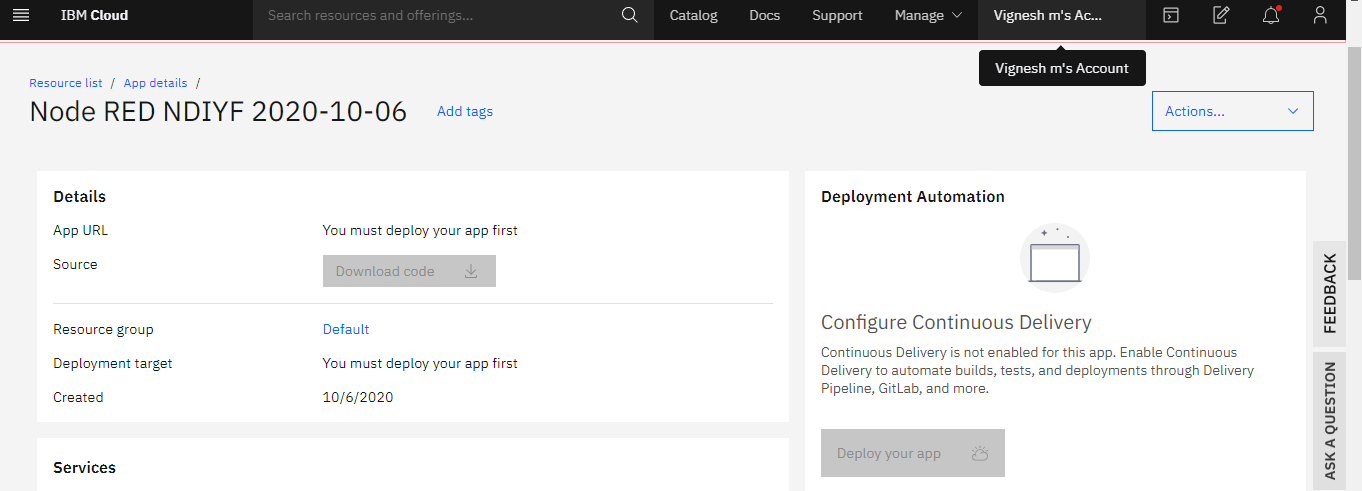 IBM Cloud
Search resources and offerings...
Catalog
Docs
Support
Manage
Vignesh m's Ac...
Vignesh m's Account
Resource list / App details /
Node RED NDIYF 2020-10-06
Add tags
Actions...
Details
App URL
You must deploy your app first
Source
Download code
Resource group
Default
Deployment target
You must deploy your app first
Created
10/6/2020
Services
Deployment Automation
Configure Continuous Delivery
Continuous Delivery is not enabled for this app. Enable Continuous
Delivery to automate builds, tests, and deployments through Delivery
Pipeline, GitLab, and more.
Deploy your app
FEEDBACK
ASK A QUESTION